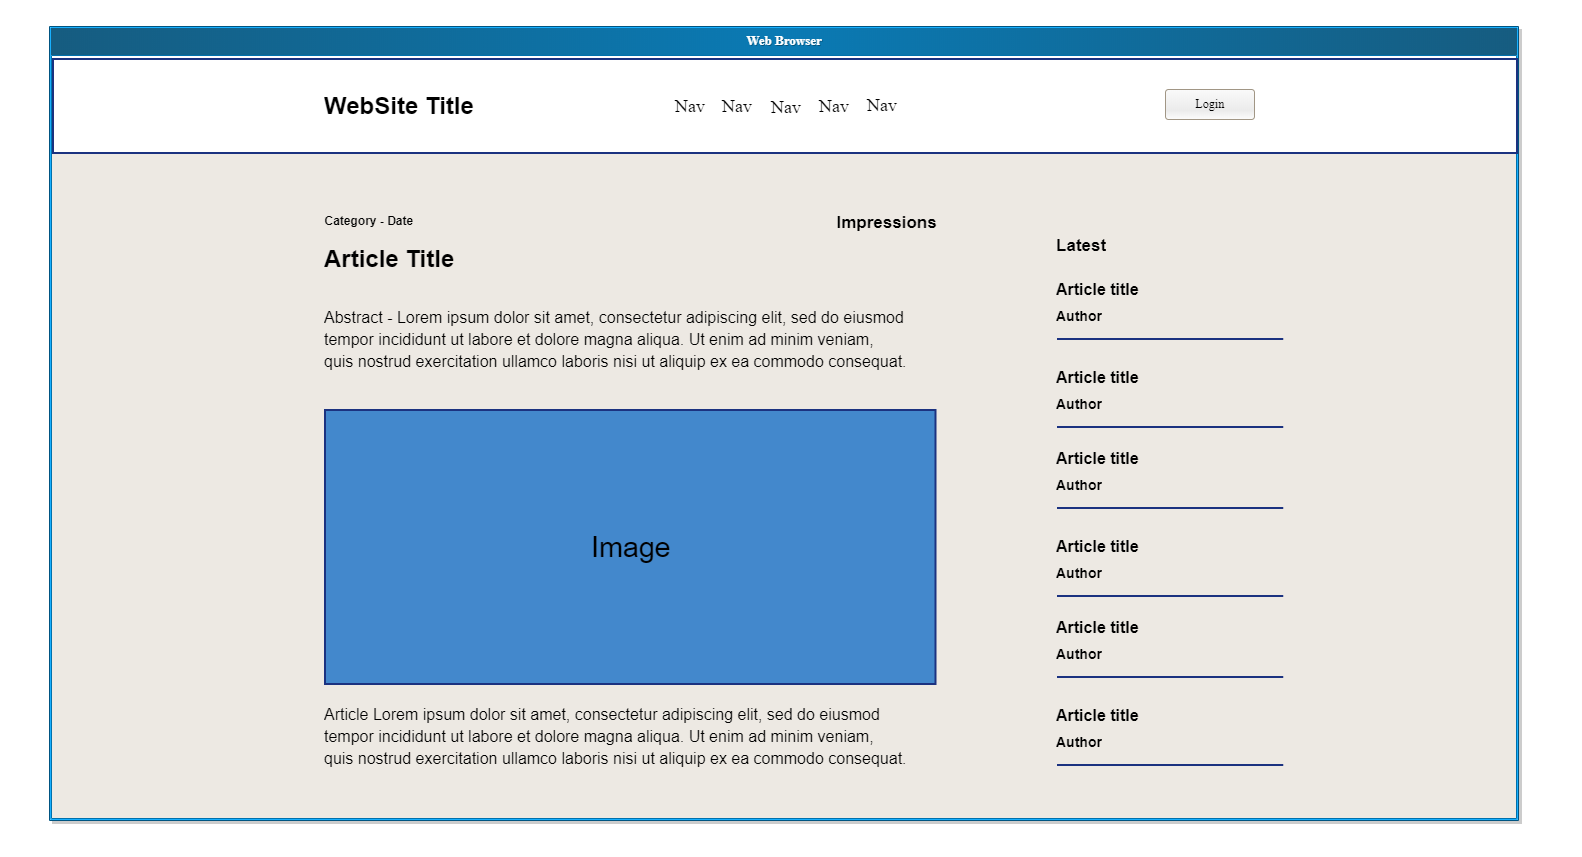 Web Browser
WebSite Title
Nav Nav Nav Nav Nav
Login
Category - Date
Impressions
Article Title
Abstract - Lorem ipsum dolor sit amet, consectetur adipiscing elit, sed do eiusmod
tempor incididunt ut labore et dolore magna aliqua. Ut enim ad minim veniam,
quis nostrud exercitation ullamco laboris nisi ut aliquip ex ea commodo consequat.
Image
Article Lorem ipsum dolor sit amet, consectetur adipiscing elit, sed do eiusmod
tempor incididunt ut labore et dolore magna aliqua. Ut enim ad minim veniam,
quis nostrud exercitation ullamco laboris nisi ut aliquip ex ea commodo consequat.
Latest
Article title
Author
Article title
Author
Article title
Author
Article title
Author
Article title
Author
Article title
Author